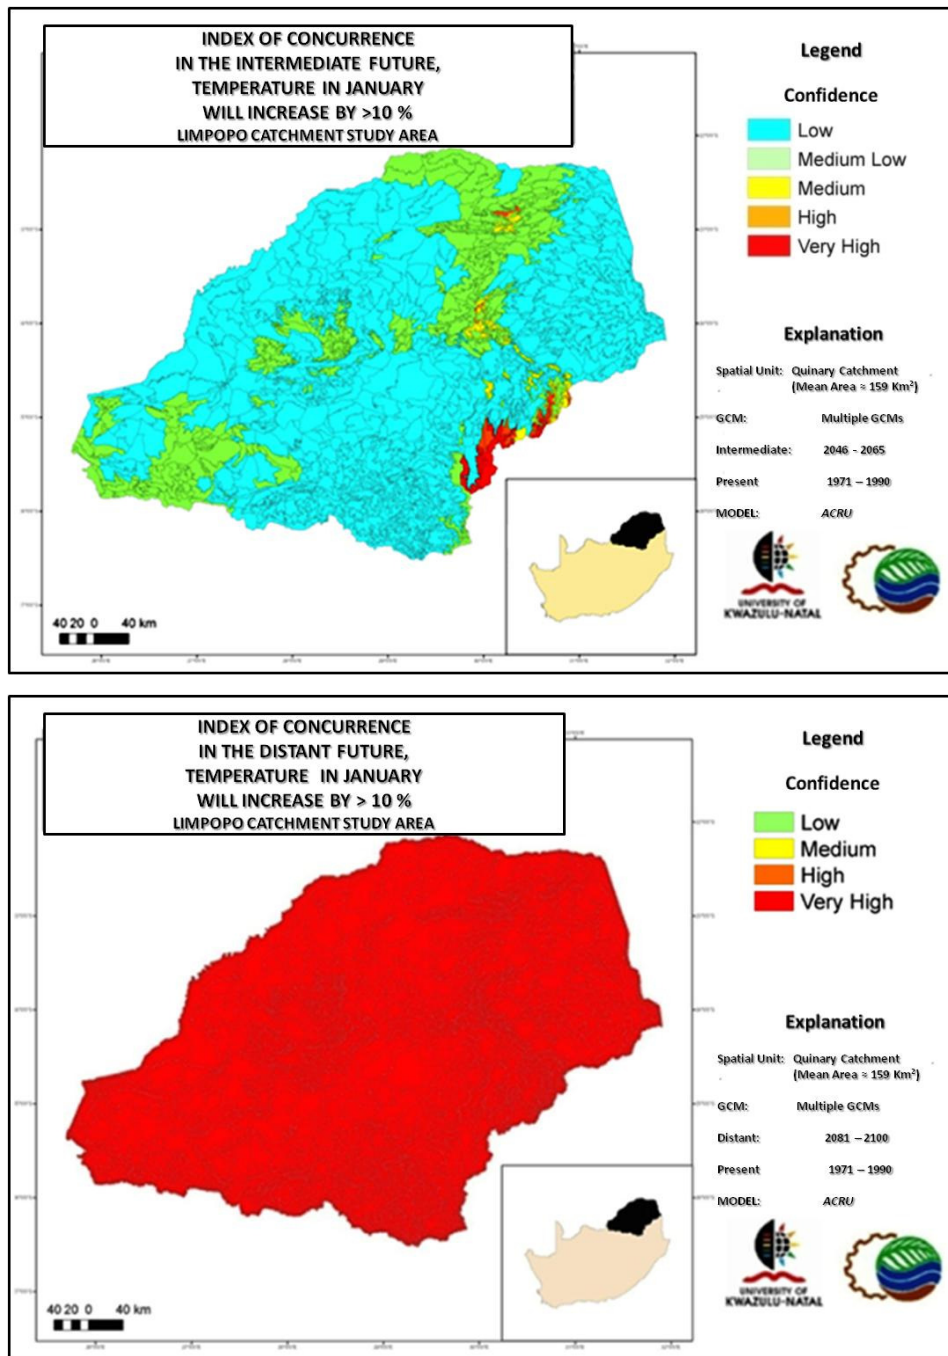 INDEX OF CONCURRENCE
IN THE INTERMEDIATE FUTURE,
TEMPERATURE IN JANUARY
WILL INCREASE BY >10 %
LIMPOPO CATCHMENT STUDY AREA
Legend
Confidence
Low
Medium Low
Medium
High
Very High
Explanation
Spatial Unit: Quinary Catchment
(Mean Area ≈ 159 Km²)
GCM: Multiple GCMs
Intermediate: 2046 - 2065
Present 1971 – 1990
MODEL: ACRU
UNIVERSITY OF
KWAZULU-NATAL
40 20 0 40 km
INDEX OF CONCURRENCE
IN THE DISTANT FUTURE,
TEMPERATURE IN JANUARY
WILL INCREASE BY > 10 %
LIMPOPO CATCHMENT STUDY AREA
Legend
Confidence
Low
Medium
High
Very High
Explanation
Spatial Unit: Quinary Catchment
(Mean Area ≈ 159 Km²)
GCM: Multiple GCMs
Distant: 2081 – 2100
Present 1971 – 1990
MODEL: ACRU
UNIVERSITY OF
KWAZULU-NATAL
40 20 0 40 km